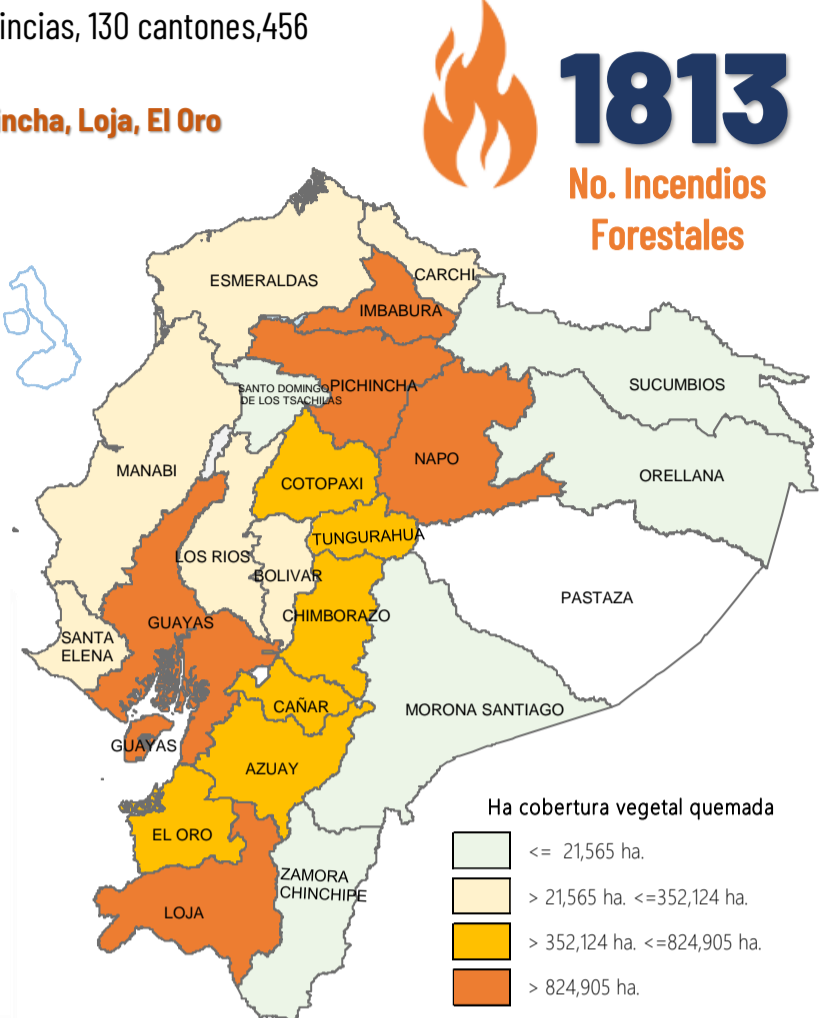 incias, 130 cantones,456
incha, Loja, El Oro
1813
No. Incendios
Forestales
ESMERALDAS
CARCHI
IMBABURA
SUCUMBIOS
SANTO DOMINGO
DE LOS TSACHILAS
PICHINCHA
NAPO
ORELLANA
MANABI
COTOPAXI
TUNGURAHUA
LOS RIOS
BOLIVAR
PASTAZA
CHIMBORAZO
GUAYAS
SANTA
ELENA
CAÑAR
MORONA SANTIAGO
GUAYAS
AZUAY
EL ORO
ZAMORA
CHINCHIPE
LOJA
Ha cobertura vegetal quemada
<= 21,565 ha.
> 21,565 ha. <=352,124 ha.
> 352,124 ha. <=824,905 ha.
> 824,905 ha.